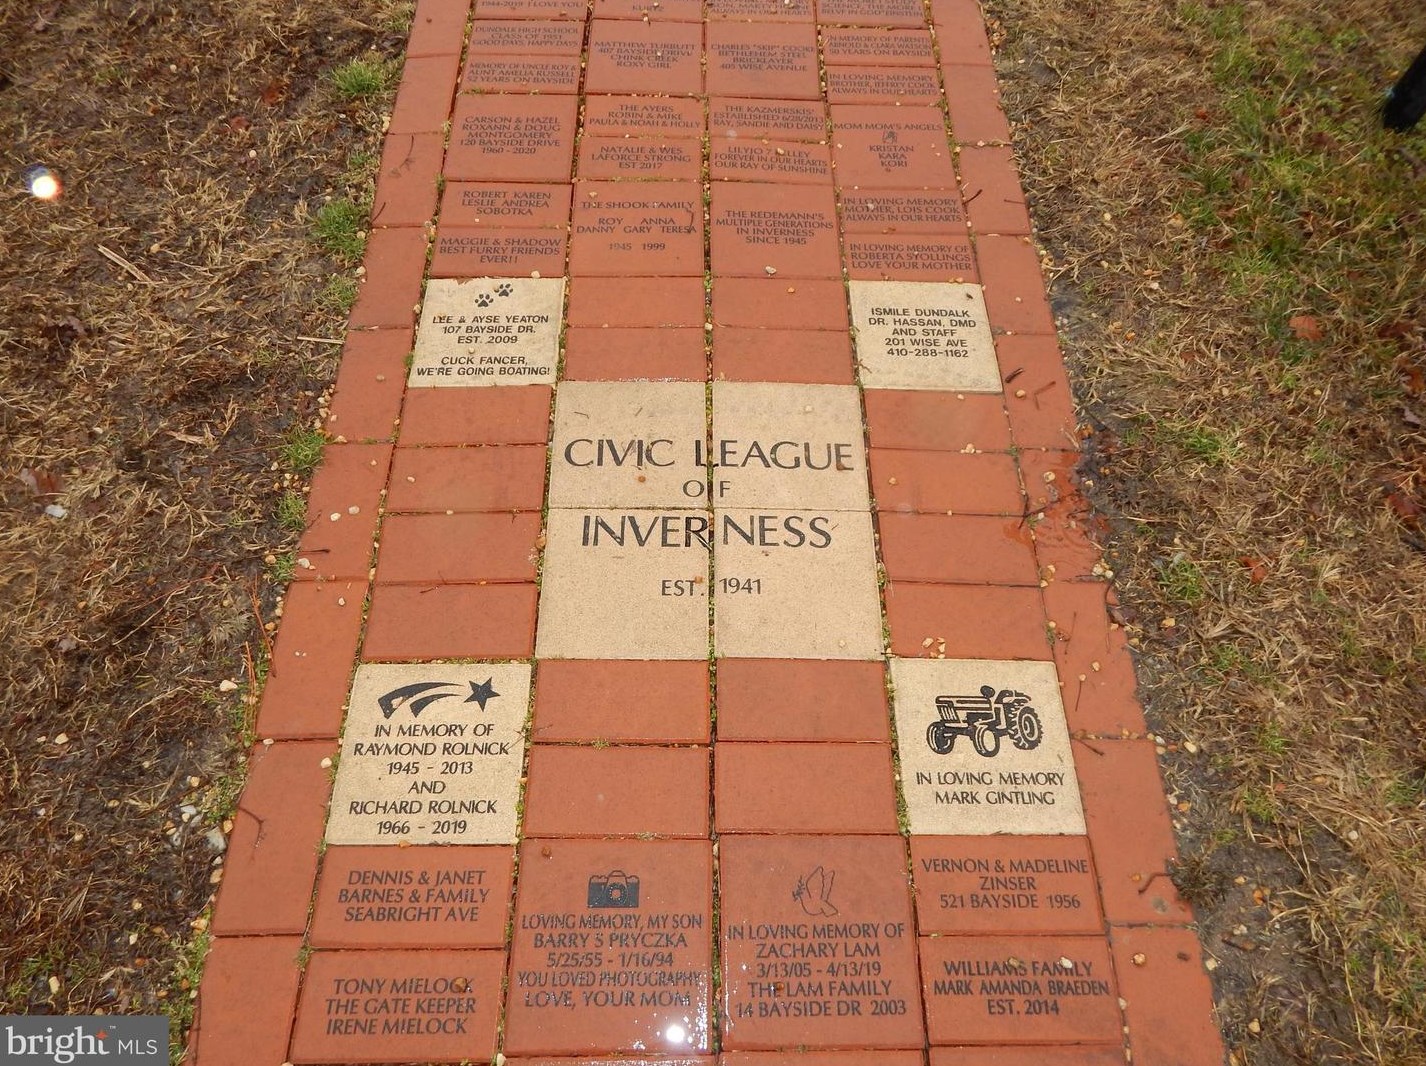 1944-2019 I LOVE YOU
KURTZ
ALWAYS IN OUR HEARTS
DUNDALK HIGH SCHOOL
CLASS OF 1951
GOOD DAYS, HAPPY DAYS
MEMORY OF UNCLE ROY &
AUNT AMELIA RUSSELL
52 YEARS ON BAYSIDE
MATTHEW TURBUTT
407 BAYSIDE DRIVE
CHINK CREEK
ROXY GIRL
CHARLES "SKIP" COOKE
BETHLEHEM STEEL
BRICKLAYER
405 WISE AVENUE
IN MEMORY OF PARENTS
ARNOLD & CLARA WATSON
50 YEARS ON BAYSIDE
IN LOVING MEMORY
BROTHER, JEFFREY COOK
ALWAYS IN OUR HEARTS
CARSON & HAZEL
ROXANN & DOUG
MONTGOMERY
120 BAYSIDE DRIVE
1960 - 2020
THE AYERS
ROBIN & MIKE
PAULA & NOAH & HOLLY
NATALIE & WES
LAFORCE STRONG
EST 2017
THE KAZMERSKIS'
ESTABLISHED 6/28/2013
RAY, SANDIE AND DAISY
FOREVER IN OUR HEARTS
OUR RAY OF SUNSHINE
MOM MOM'S ANGELS
KRISTAN
KARA
KORI
ROBERT KAREN
LESLIE ANDREA
SOBOTKA
MAGGIE & SHADOW
BEST FURRY FRIENDS
EVER!!
THE SHOOK FAMILY
ROY ANNA
DANNY GARY TERESA
1945 1999
THE REDEMANN'S
MULTIPLE GENERATIONS
IN INVERNESS
SINCE 1945
IN LOVING MEMORY
MOTHER, LOIS COOK
ALWAYS IN OUR HEARTS
IN LOVING MEMORY OF
ROBERTA SYOLLINGS
LOVE YOUR MOTHER
LEE & AYSE YEATON
107 BAYSIDE DR.
EST. 2009
CUCK FANCER,
WE'RE GOING BOATING!
ISMILE DUNDALK
DR. HASSAN, DMD
AND STAFF
201 WISE AVE
410-288-1162
CIVIC LEAGUE
OF
INVERNESS
EST. 1941
IN MEMORY OF
RAYMOND ROLNICK
1945 - 2013
AND
RICHARD ROLNICK
1966 - 2019
IN LOVING MEMORY
MARK GINTLING
DENNIS & JANET
BARNES & FAMILY
SEABRIGHT AVE
TONY MIELOCK
THE GATE KEEPER
IRENE MIELOCK
LOVING MEMORY, MY SON
BARRY S PRYCZKA
5/25/55 - 1/16/94
YOU LOVED PHOTOGRAPHY
LOVE, YOUR MOM
IN LOVING MEMORY OF
ZACHARY LAM
3/13/05 - 4/13/19
THE LAM FAMILY
14 BAYSIDE DR 2003
VERNON & MADELINE
ZINSER
521 BAYSIDE 1956
WILLIAMS FAMILY
MARK AMANDA BRAEDEN
EST. 2014
bright MLS